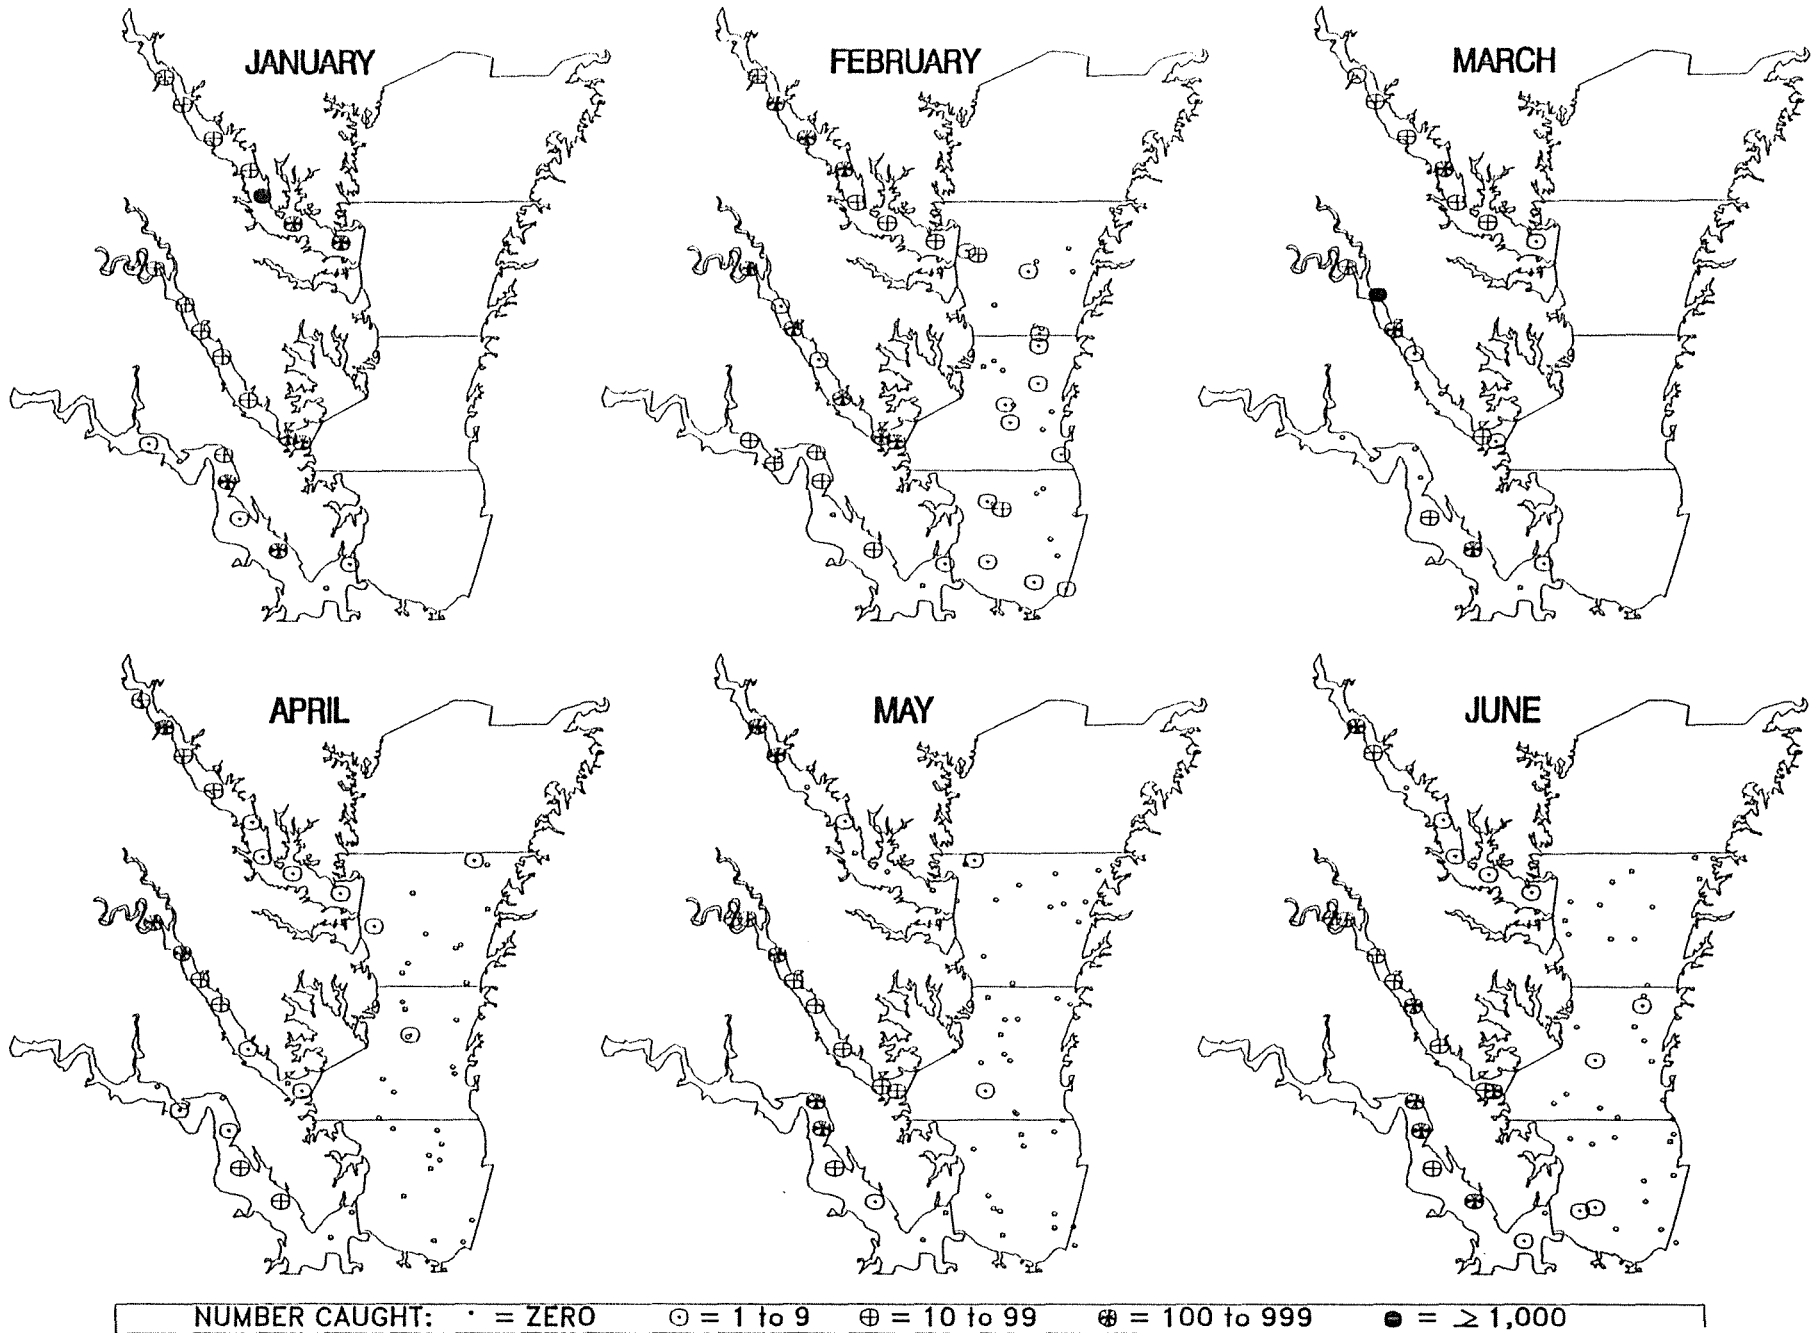 JANUARY FEBRUARY MARCH
APRIL MAY JUNE
NUMBER CAUGHT: · = ZERO ⊙ = 1 to 9 ⊕ = 10 to 99 ⊛ = 100 to 999 ● = ≥ 1,000